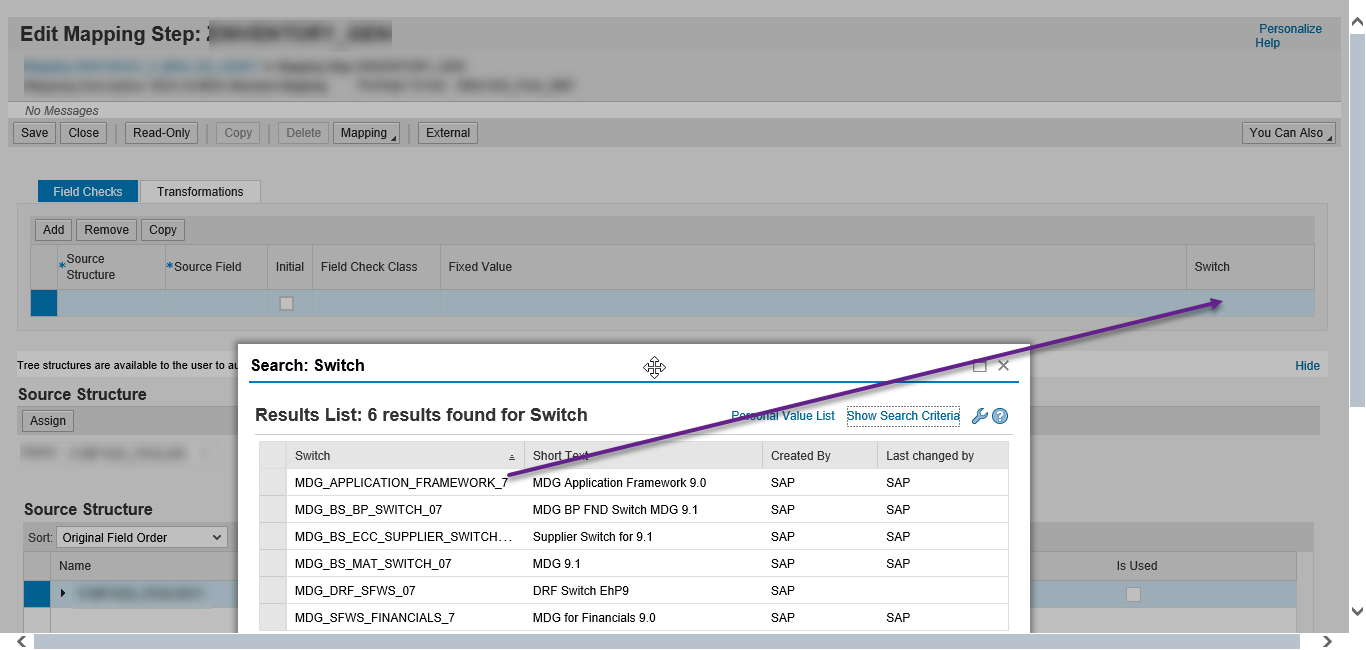 Edit Mapping Step:
Personalize
Help
No Messages
Save Close Read-Only Copy Delete Mapping External You Can Also
Field Checks Transformations
Add Remove Copy
*Source Structure *Source Field Initial Field Check Class Fixed Value Switch
Tree structures are available to the user to au Hide
Source Structure
Assign
Search: Switch
Results List: 6 results found for Switch Personal Value List Show Search Criteria
Switch Short Text Created By Last changed by
MDG_APPLICATION_FRAMEWORK_7 MDG Application Framework 9.0 SAP SAP
MDG_BS_BP_SWITCH_07 MDG BP FND Switch MDG 9.1 SAP SAP
MDG_BS_ECC_SUPPLIER_SWITCH... Supplier Switch for 9.1 SAP SAP
MDG_BS_MAT_SWITCH_07 MDG 9.1 SAP SAP
MDG_DRF_SFWS_07 DRF Switch EhP9 SAP
MDG_SFWS_FINANCIALS_7 MDG for Financials 9.0 SAP SAP
Source Structure
Sort: Original Field Order
Name Is Used